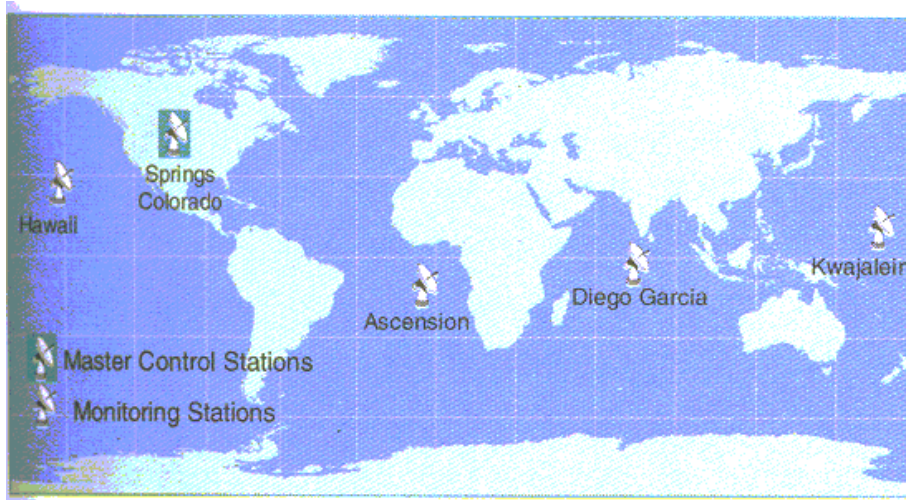 Springs
Colorado
Hawaii
Kwajalein
Diego Garcia
Ascension
Master Control Stations
Monitoring Stations